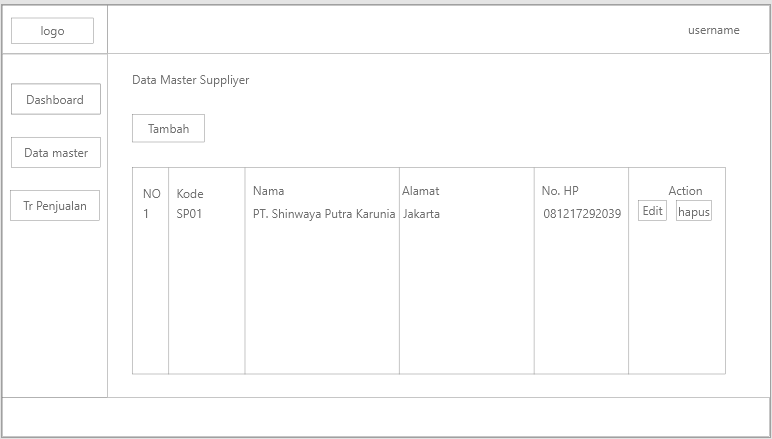 logo
username
Dashboard
Data master
Tr Penjualan
Data Master Suppliyer
Tambah
NO Kode Nama Alamat No. HP Action
1 SP01 PT. Shinwaya Putra Karunia Jakarta 081217292039 Edit hapus